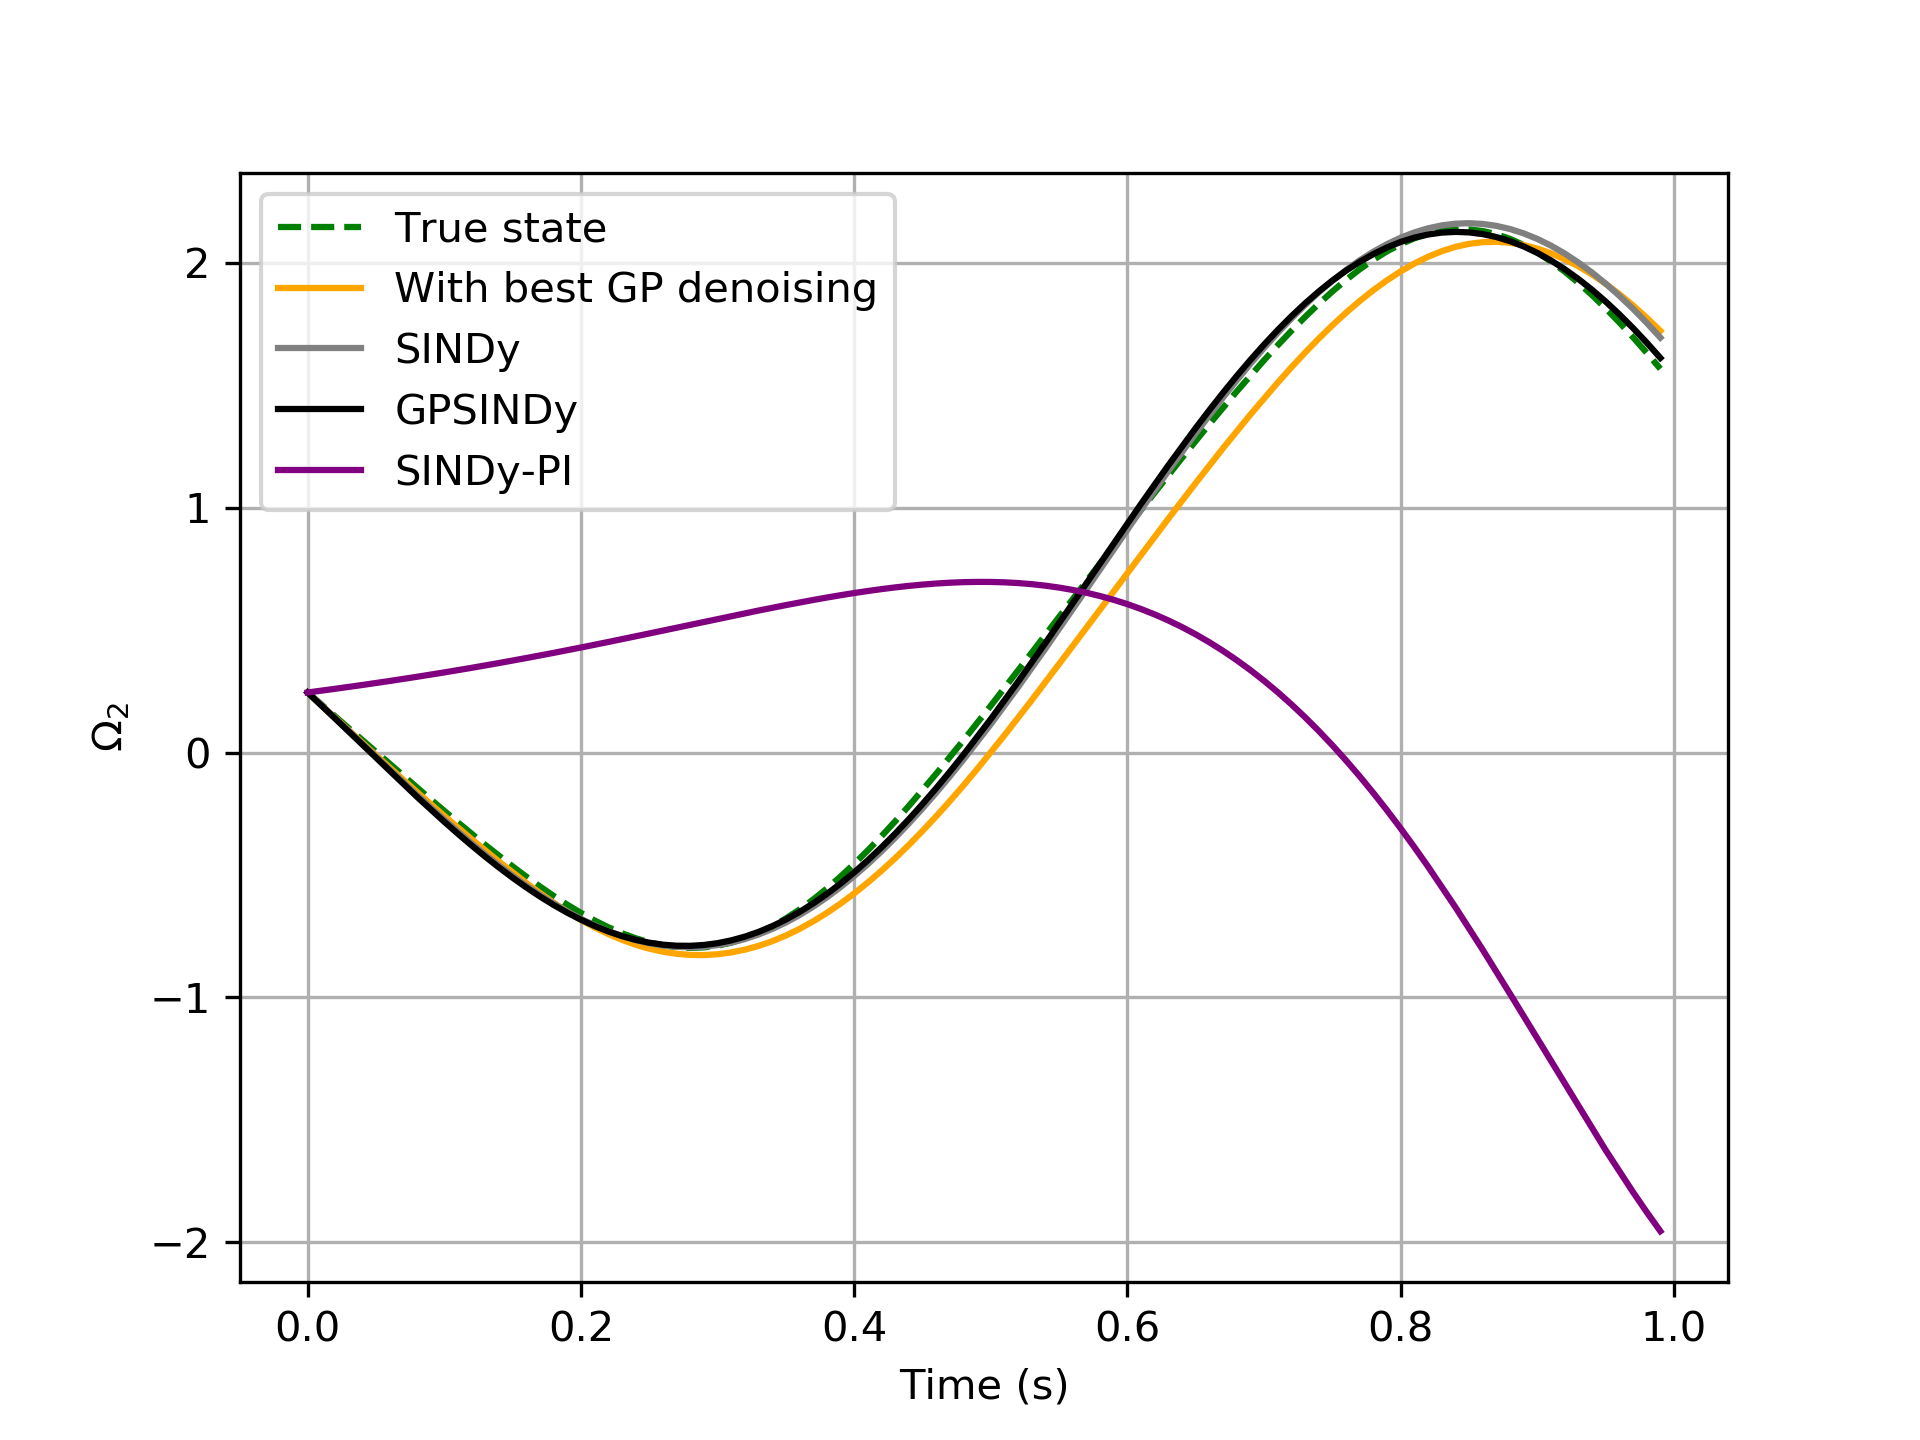 True state
With best GP denoising
SINDy
GPSINDy
SINDy-PI
2
1
0
−1
−2
Ω₂
0.0 0.2 0.4 0.6 0.8 1.0
Time (s)